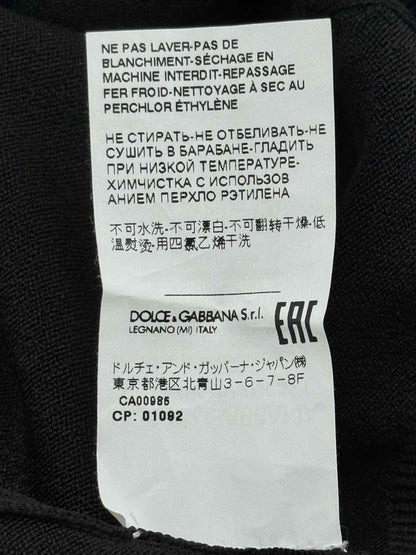 NE PAS LAVER-PAS DE
BLANCHIMENT-SÉCHAGE EN
MACHINE INTERDIT-REPASSAGE
FER FROID-NETTOYAGE À SEC AU
PERCHLOR ÉTHYLÈNE
НЕ СТИРАТЬ-НЕ ОТБЕЛИВАТЬ-НЕ
СУШИТЬ В БАРАБАНЕ-ГЛАДИТЬ
ПРИ НИЗКОЙ ТЕМПЕРАТУРЕ-
ХИМЧИСТКА С ИСПОЛЬЗОВ
АНИЕМ ПЕРХЛО РЭТИЛЕНА
不可水洗-不可漂白-不可翻转干燥-低
温熨烫-用四氯乙烯干洗
DOLCE & GABBANA S.r.l.
LEGNANO (MI) ITALY
EAC
ドルチェ・アンド・ガッバーナ・ジャパン㈱
東京都港区北青山3-6-7-8F
CA00985
CP: 01092